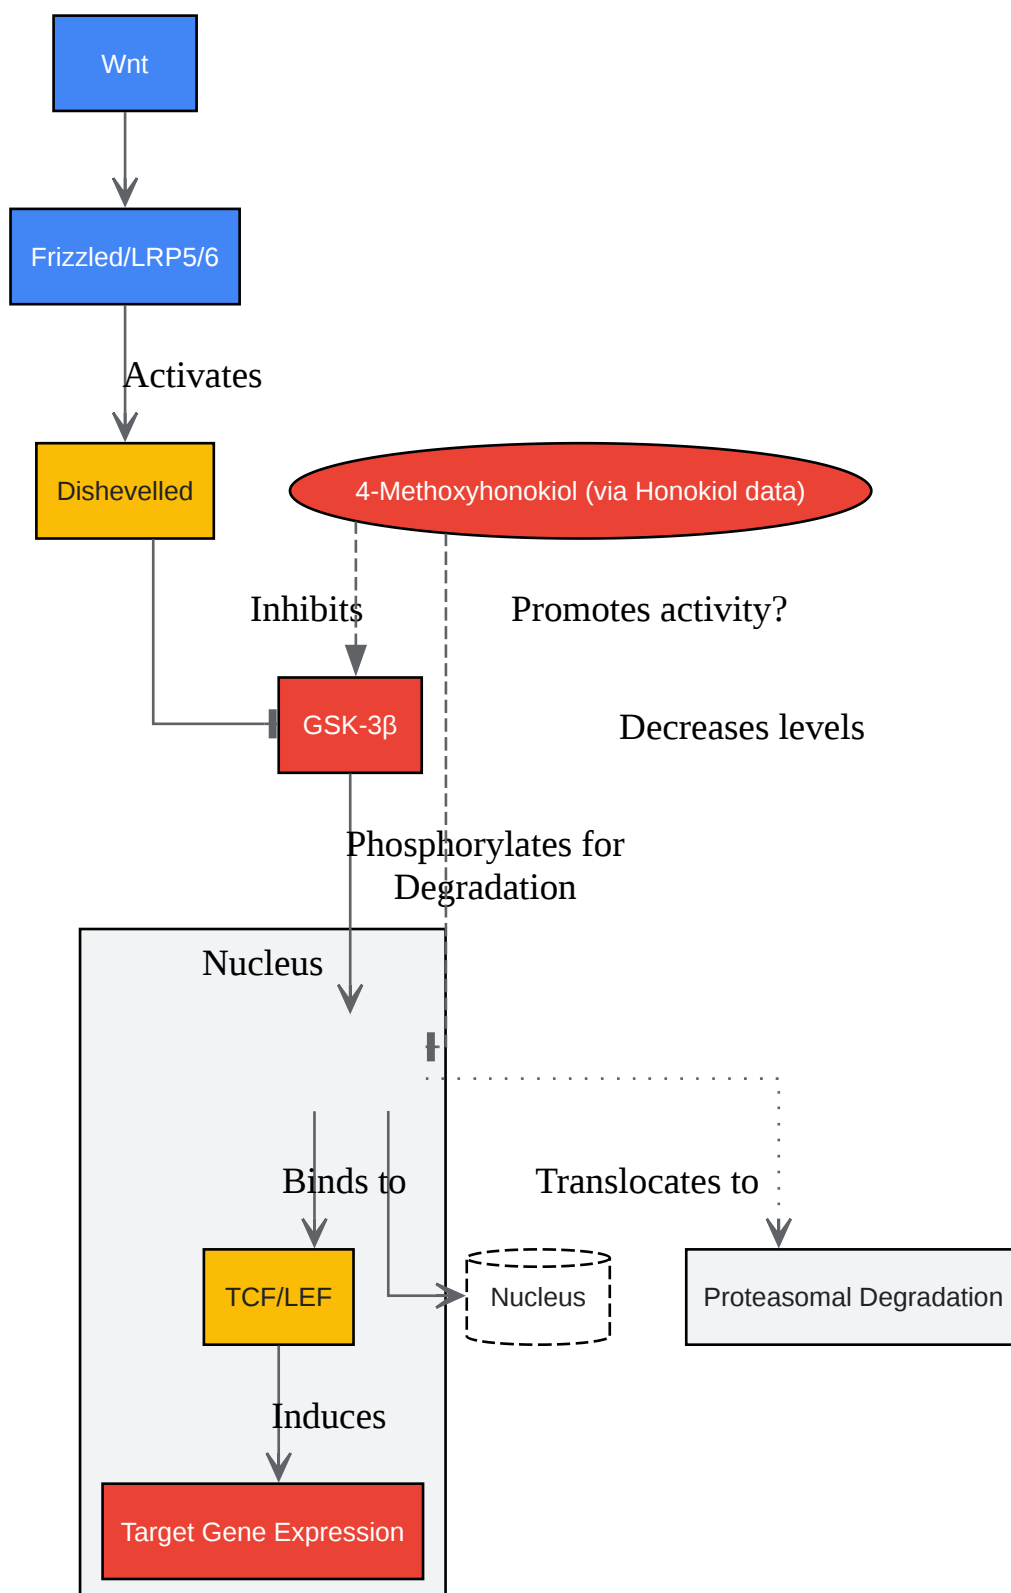 Wnt
Frizzled/LRP5/6
Activates
Dishevelled
4-Methoxyhonokiol (via Honokiol data)
Inhibits
Promotes activity?
GSK-3β
Decreases levels
Phosphorylates for
Degradation
Nucleus
Binds to
Translocates to
TCF/LEF
Nucleus
Proteasomal Degradation
Induces
Target Gene Expression